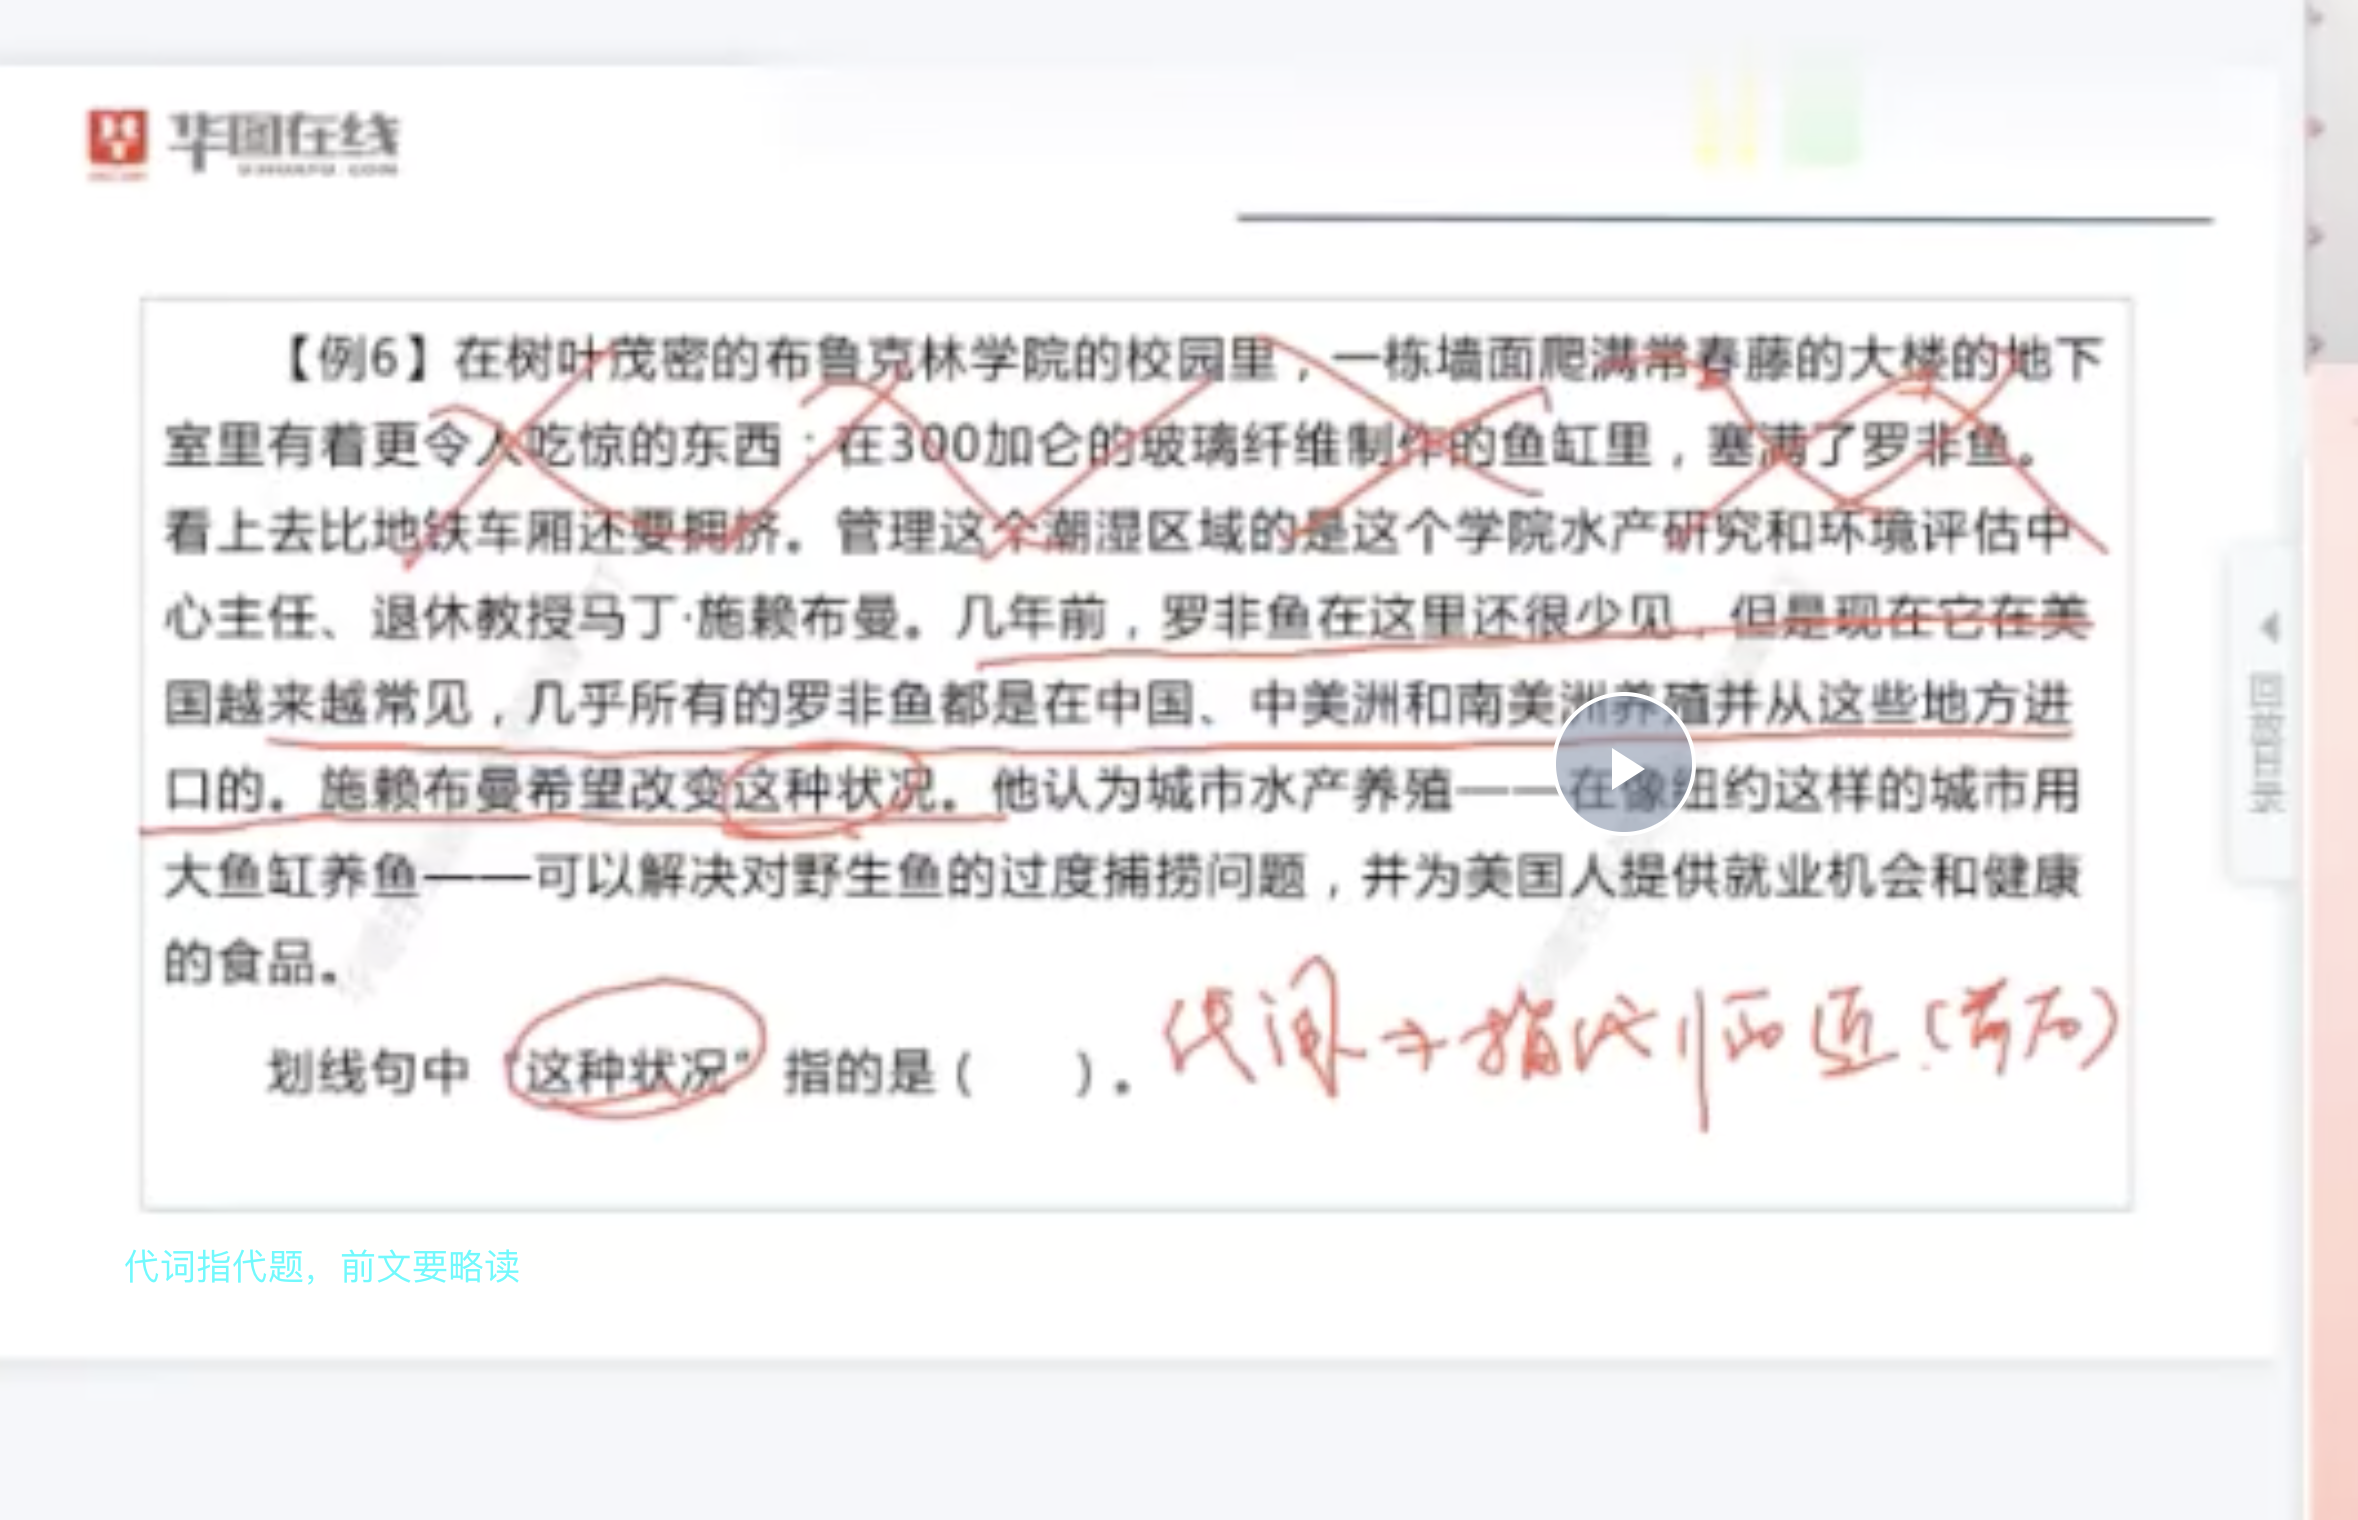 华图在线
V.HUATU.COM
【例6】在树叶茂密的布鲁克林学院的校园里，一栋墙面爬满常春藤的大楼的地下
室里有着更令人吃惊的东西：在300加仑的玻璃纤维制作的鱼缸里，塞满了罗非鱼。
看上去比地铁车厢还要拥挤。管理这个潮湿区域的是这个学院水产研究和环境评估中
心主任、退休教授马丁·施赖布曼。几年前，罗非鱼在这里还很少见，但是现在它在美
国越来越常见，几乎所有的罗非鱼都是在中国、中美洲和南美洲养殖并从这些地方进
口的。施赖布曼希望改变这种状况。他认为城市水产养殖——在像纽约这样的城市用
大鱼缸养鱼——可以解决对野生鱼的过度捕捞问题，并为美国人提供就业机会和健康
的食品。
划线句中“这种状况”指的是（　　）。
代词→指代临近（前后）
代词指代题，前文要略读
回放目录